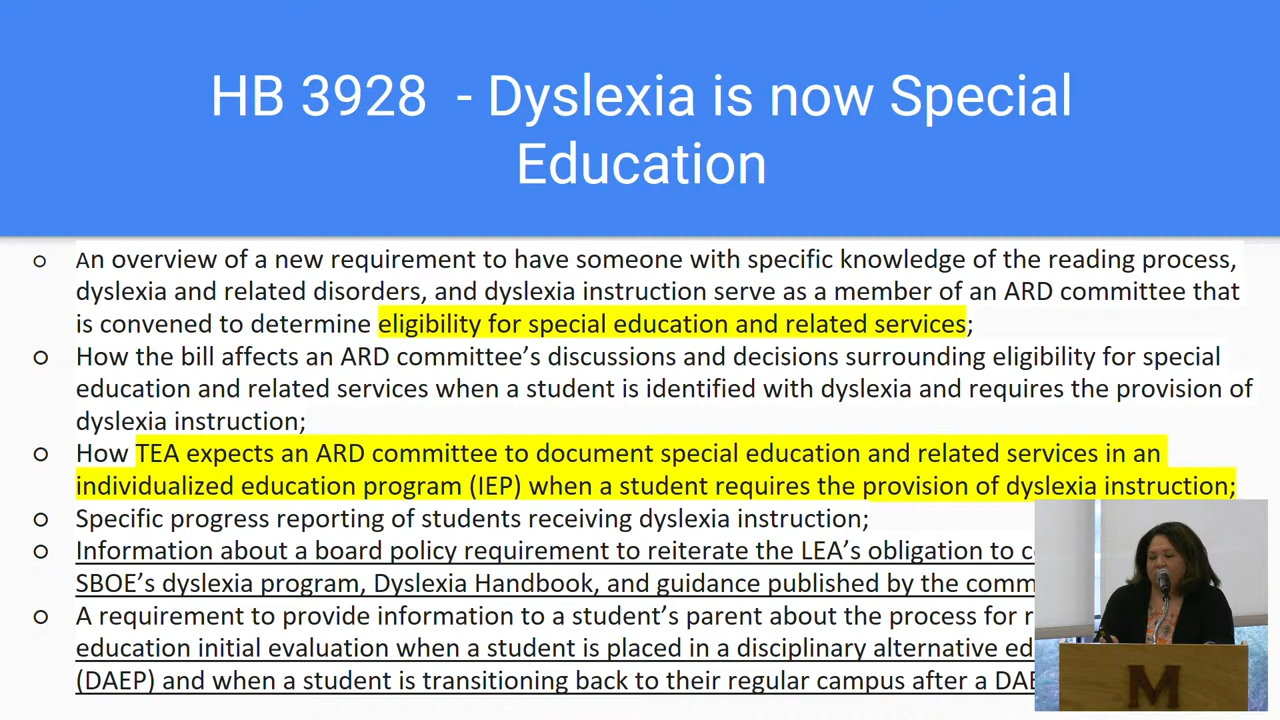 HB 3928 - Dyslexia is now Special
Education
○ An overview of a new requirement to have someone with specific knowledge of the reading process,
dyslexia and related disorders, and dyslexia instruction serve as a member of an ARD committee that
is convened to determine eligibility for special education and related services;
○ How the bill affects an ARD committee’s discussions and decisions surrounding eligibility for special
education and related services when a student is identified with dyslexia and requires the provision of
dyslexia instruction;
○ How TEA expects an ARD committee to document special education and related services in an
individualized education program (IEP) when a student requires the provision of dyslexia instruction;
○ Specific progress reporting of students receiving dyslexia instruction;
○ Information about a board policy requirement to reiterate the LEA’s obligation to
SBOE’s dyslexia program, Dyslexia Handbook, and guidance published by the
○ A requirement to provide information to a student’s parent about the process for
education initial evaluation when a student is placed in a disciplinary alternative
(DAEP) and when a student is transitioning back to their regular campus after a
M